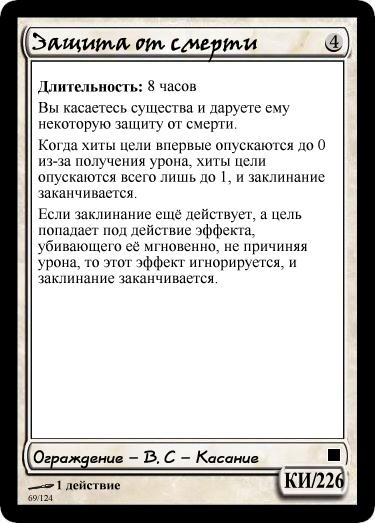 Защита от смерти
4
Длительность: 8 часов
Вы касаетесь существа и даруете ему
некоторую защиту от смерти.
Когда хиты цели впервые опускаются до 0
из-за получения урона, хиты цели
опускаются всего лишь до 1, и заклинание
заканчивается.
Если заклинание ещё действует, а цель
попадает под действие эффекта,
убивающего её мгновенно, не причиняя
урона, то этот эффект игнорируется, и
заклинание заканчивается.
Ограждение – В, С – Касание
1 действие
КИ/226
69/124